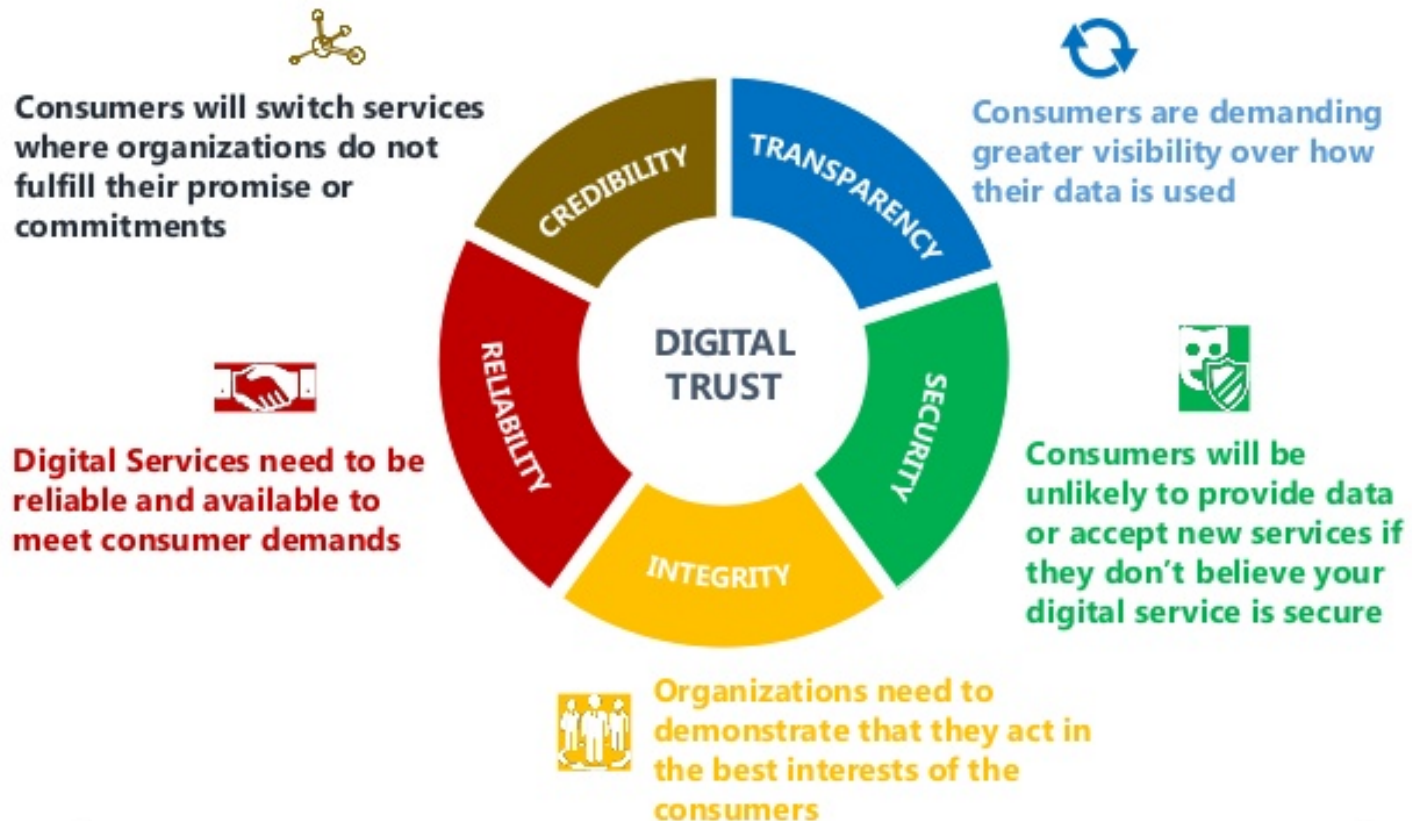 Consumers will switch services
where organizations do not
fulfill their promise or
commitments
CREDIBILITY
TRANSPARENCY
Consumers are demanding
greater visibility over how
their data is used
DIGITAL
TRUST
RELIABILITY
SECURITY
Digital Services need to be
reliable and available to
meet consumer demands
Consumers will be
unlikely to provide data
or accept new services if
they don't believe your
digital service is secure
INTEGRITY
Organizations need to
demonstrate that they act in
the best interests of the
consumers